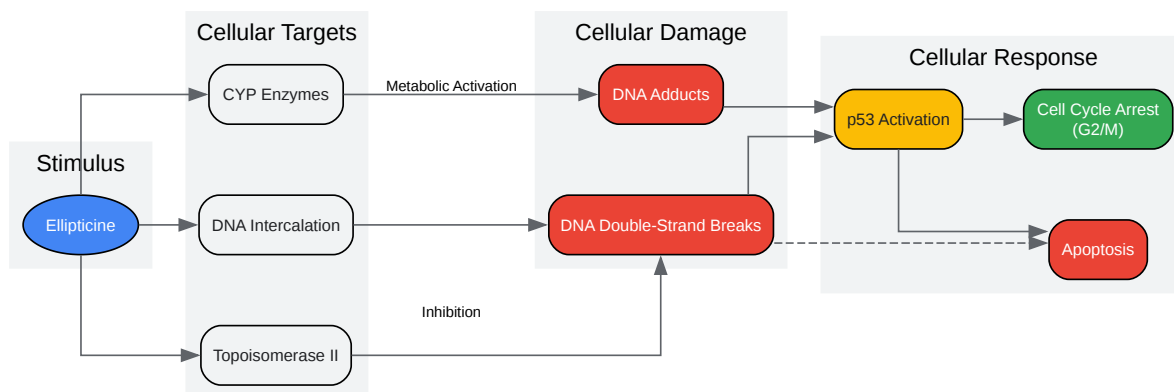 Cellular Targets
Cellular Damage
Cellular Response
CYP Enzymes
Metabolic Activation
DNA Adducts
p53 Activation
Cell Cycle Arrest
(G2/M)
Stimulus
Ellipticine
DNA Intercalation
DNA Double-Strand Breaks
Apoptosis
Inhibition
Topoisomerase II